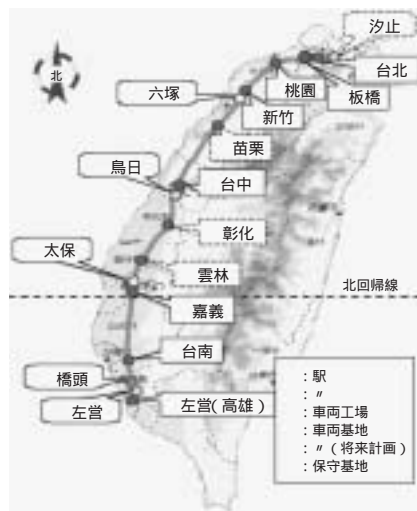 汐止
北
台北
桃園
板橋
六塚
新竹
苗栗
烏日
台中
彰化
太保
雲林
北回帰線
嘉義
台南
橋頭
左営
左営(高雄)
:駅
:〃
:車両工場
:車両基地
:〃(将来計画)
:保守基地